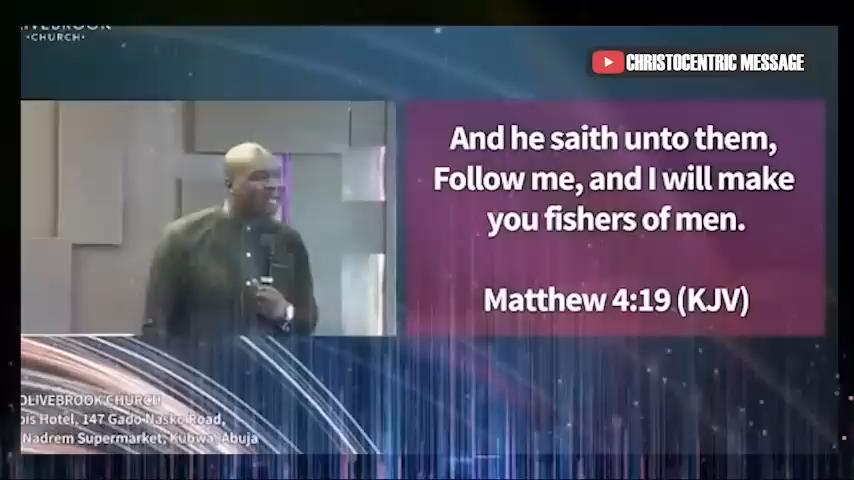 ·CHURCH·
CHRISTOCENTRIC MESSAGE
And he saith unto them,
Follow me, and I will make
you fishers of men.
Matthew 4:19 (KJV)
OLIVEBROOK CHURCH
Hotel, 147 Gado Nasko Road,
Nadrem Supermarket, Kubwa, Abuja